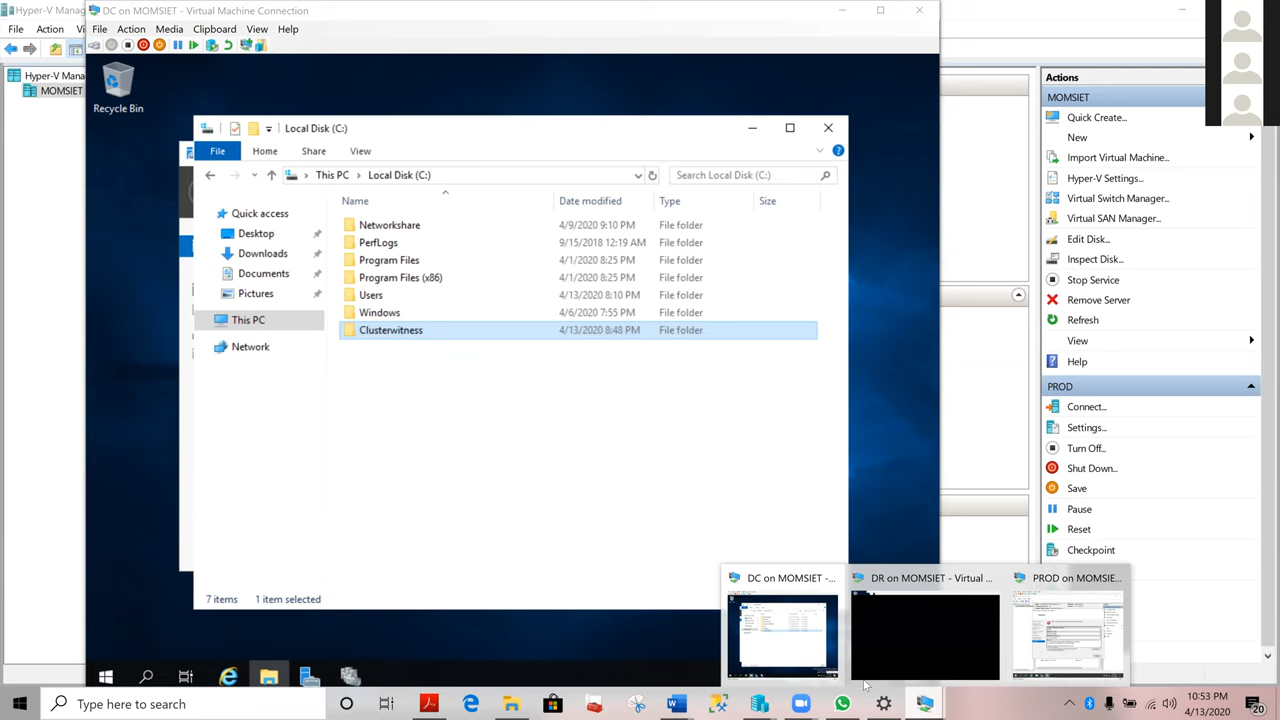 Hyper-V Manag
File Action Vi
Hyper-V Mana
MOMSIET
DC on MOMSIET - Virtual Machine Connection
File Action Media Clipboard View Help
Recycle Bin
Local Disk (C:)
File Home Share View
This PC Local Disk (C:)
Search Local Disk (C:)
Quick access
Desktop
Downloads
Documents
Pictures
This PC
Network
Name Date modified Type Size
Networkshare 4/9/2020 9:10 PM File folder
PerfLogs 9/15/2018 12:19 AM File folder
Program Files 4/1/2020 8:25 PM File folder
Program Files (x86) 4/1/2020 8:25 PM File folder
Users 4/13/2020 8:10 PM File folder
Windows 4/6/2020 7:55 PM File folder
Clusterwitness 4/13/2020 8:48 PM File folder
7 items 1 item selected
Actions
MOMSIET
Quick Create...
New
Import Virtual Machine...
Hyper-V Settings...
Virtual Switch Manager...
Virtual SAN Manager...
Edit Disk...
Inspect Disk...
Stop Service
Remove Server
Refresh
View
Help
PROD
Connect...
Settings...
Turn Off...
Shut Down...
Save
Pause
Reset
Checkpoint
DC on MOMSIET -...
DR on MOMSIET - Virtual ...
PROD on MOMSIE...
Type here to search
10:53 PM
4/13/2020
20